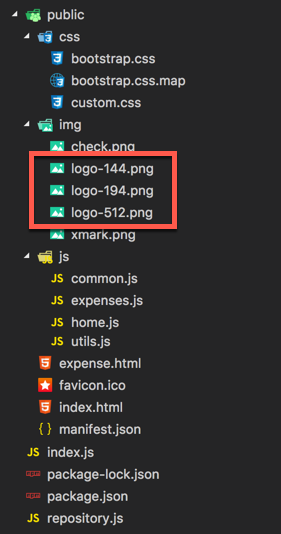 public
css
bootstrap.css
bootstrap.css.map
custom.css
img
check.png
logo-144.png
logo-194.png
logo-512.png
xmark.png
js
JS common.js
JS expenses.js
JS home.js
JS utils.js
expense.html
favicon.ico
index.html
{ } manifest.json
JS index.js
npm package-lock.json
npm package.json
JS repository.js